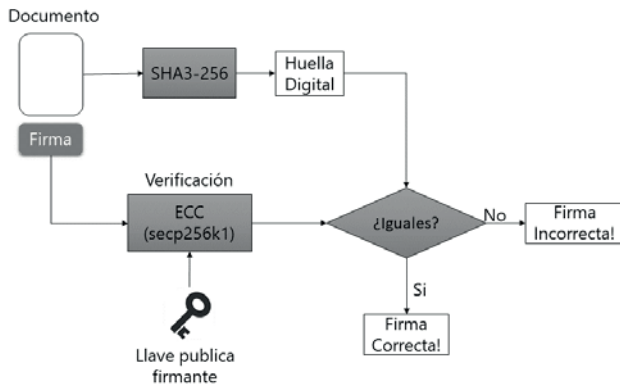 Documento
SHA3-256
Huella
Digital
Firma
Verificación
ECC
(secp256k1)
¿Iguales?
No
Firma
Incorrecta!
Si
Firma
Correcta!
Llave publica
firmante